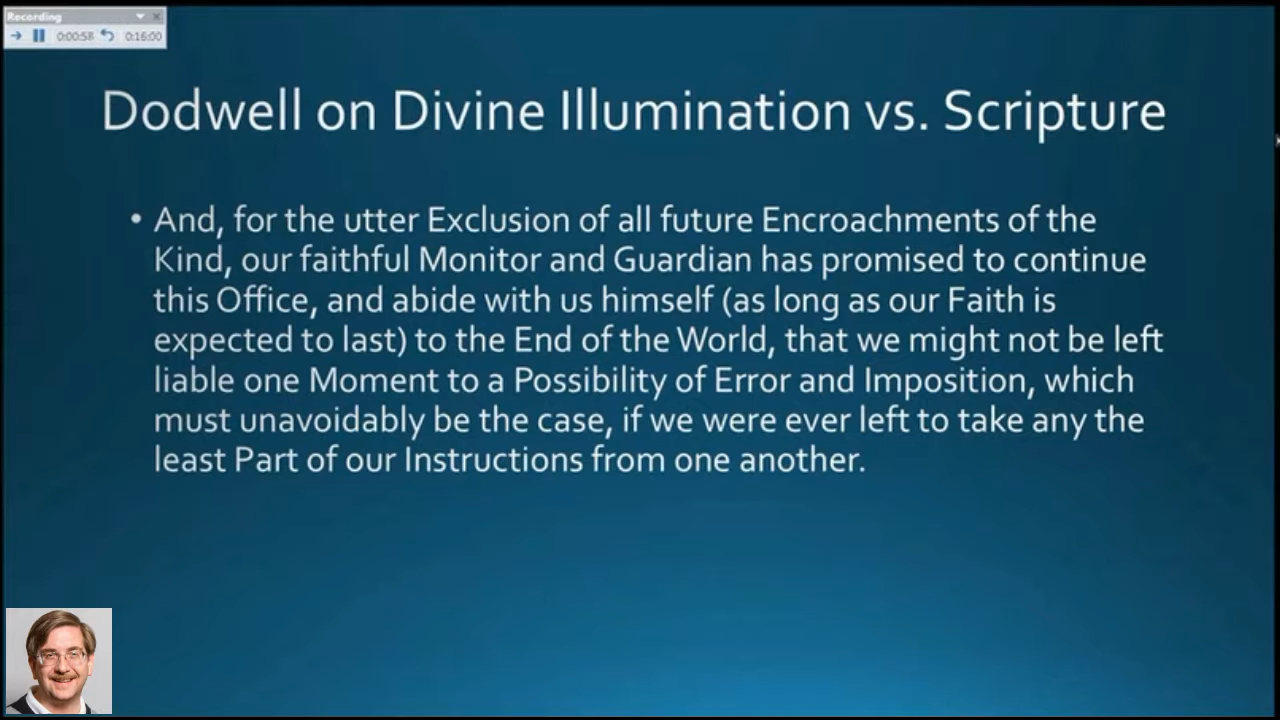 Recording
0:00:58 0:16:00
Dodwell on Divine Illumination vs. Scripture
• And, for the utter Exclusion of all future Encroachments of the
Kind, our faithful Monitor and Guardian has promised to continue
this Office, and abide with us himself (as long as our Faith is
expected to last) to the End of the World, that we might not be left
liable one Moment to a Possibility of Error and Imposition, which
must unavoidably be the case, if we were ever left to take any the
least Part of our Instructions from one another.